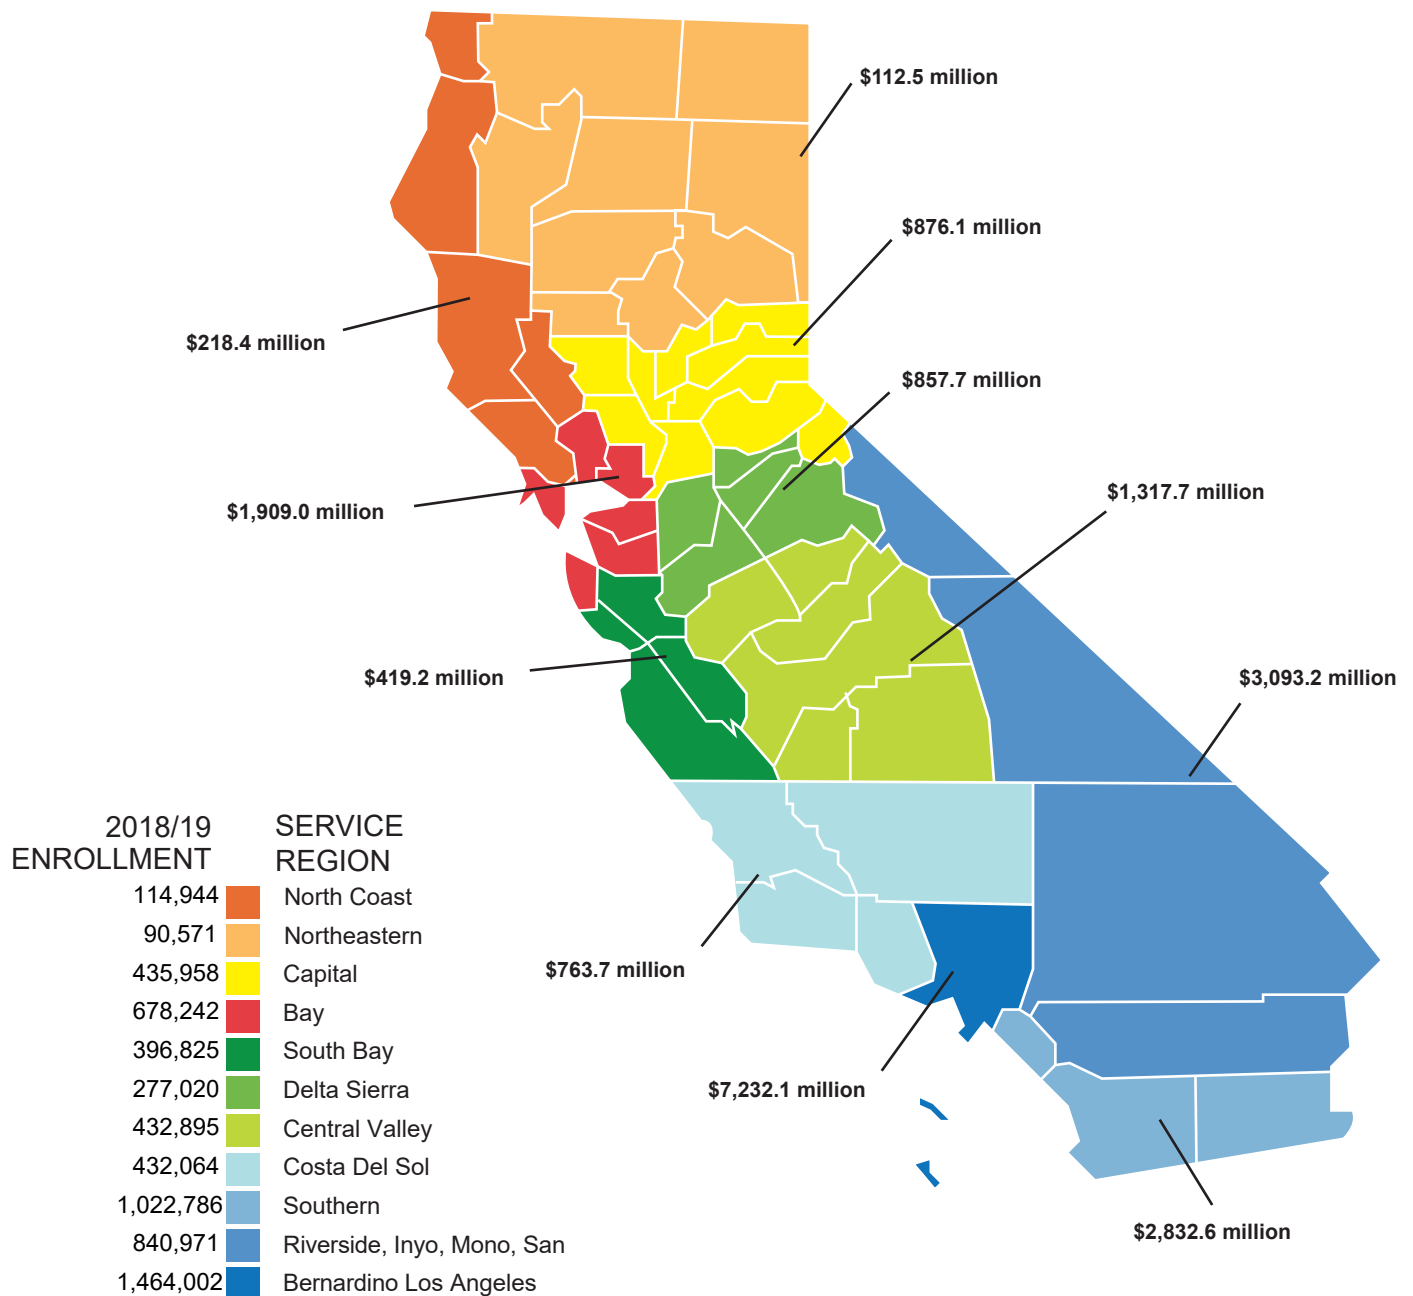 $112.5 million
$876.1 million
$218.4 million
$857.7 million
$1,909.0 million
$1,317.7 million
$419.2 million
$3,093.2 million
2018/19 SERVICE
ENROLLMENT REGION
114,944 North Coast
90,571 Northeastern
435,958 Capital
678,242 Bay
396,825 South Bay
277,020 Delta Sierra
432,895 Central Valley
432,064 Costa Del Sol
1,022,786 Southern
840,971 Riverside, Inyo, Mono, San
1,464,002 Bernardino Los Angeles
$763.7 million
$7,232.1 million
$2,832.6 million